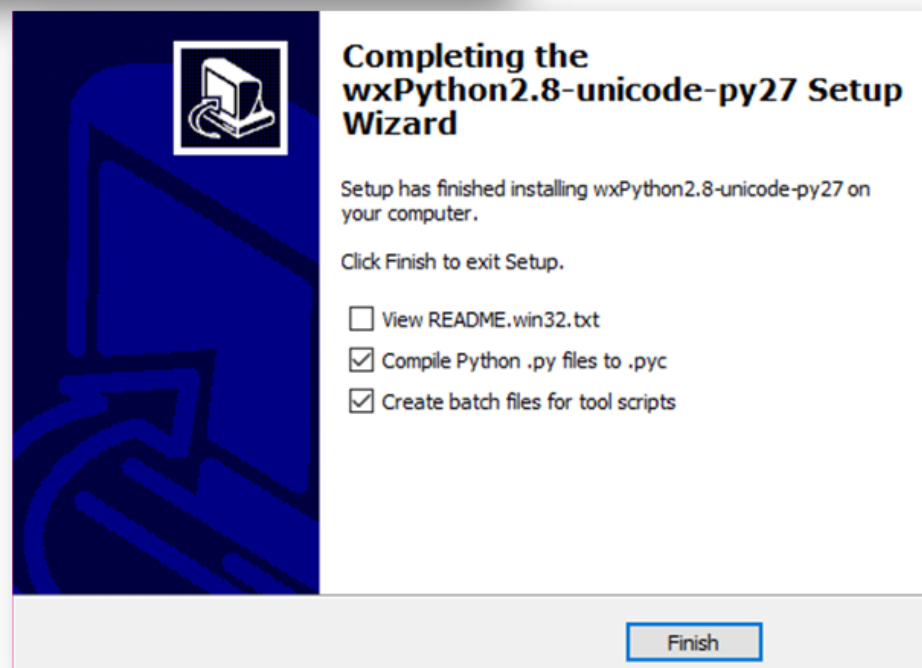 Completing the
wxPython2.8-unicode-py27 Setup
Wizard
Setup has finished installing wxPython2.8-unicode-py27 on
your computer.
Click Finish to exit Setup.
View README.win32.txt
Compile Python .py files to .pyc
Create batch files for tool scripts
Finish